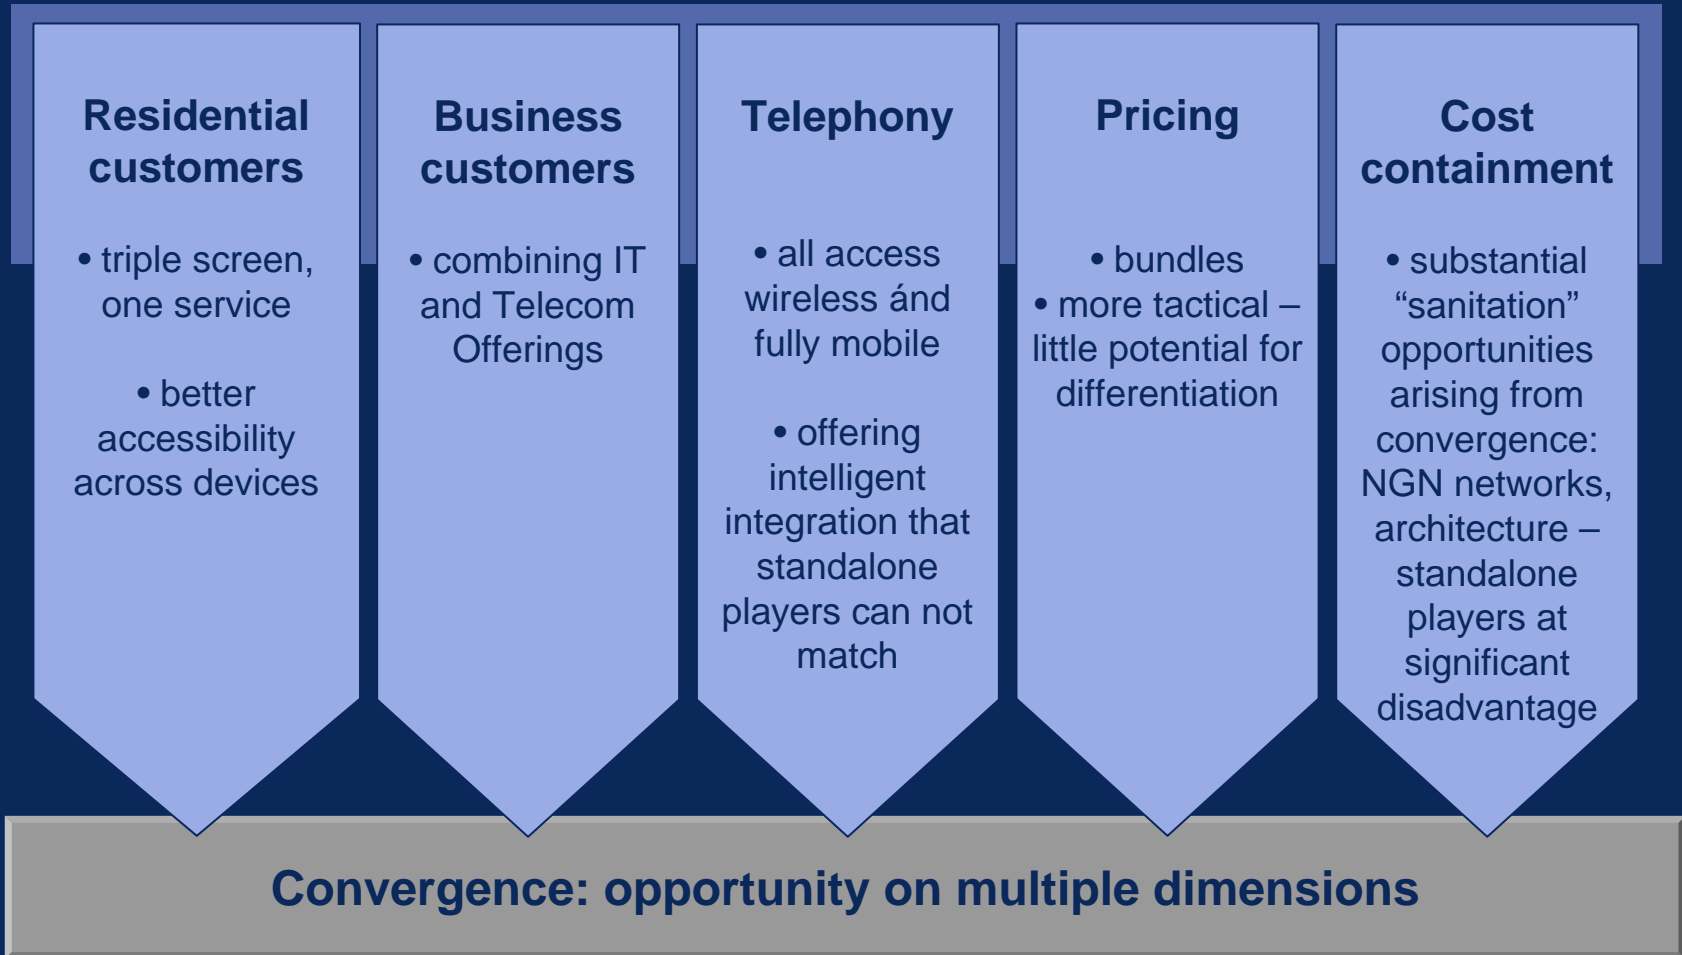 Residential
customers
• triple screen,
one service
• better
accessibility
across devices
Business
customers
• combining IT
and Telecom
Offerings
Telephony
• all access
wireless ánd
fully mobile
• offering
intelligent
integration that
standalone
players can not
match
Pricing
• bundles
• more tactical –
little potential for
differentiation
Cost
containment
• substantial
“sanitation”
opportunities
arising from
convergence:
NGN networks,
architecture –
standalone
players at
significant
disadvantage
Convergence: opportunity on multiple dimensions